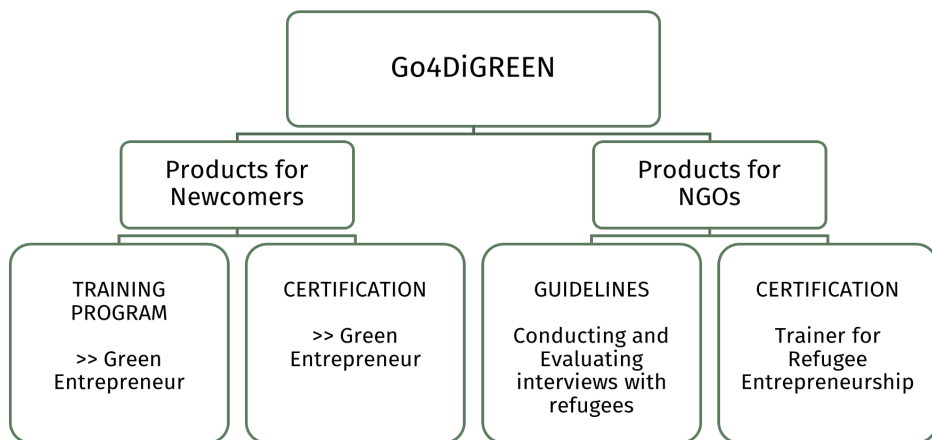 Go4DiGREEN
Products for
Newcomers
Products for
NGOs
TRAINING
PROGRAM
>> Green
Entrepreneur
CERTIFICATION
>> Green
Entrepreneur
GUIDELINES
Conducting and
Evaluating
interviews with
refugees
CERTIFICATION
Trainer for
Refugee
Entrepreneurship